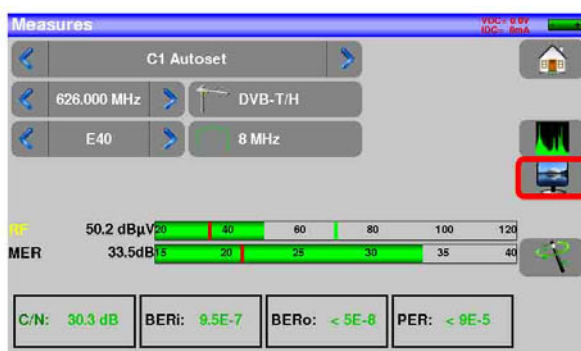 Measures
VDC= 0.0V
IDC= 0mA
C1 Autoset
626.000 MHz
DVB-T/H
E40
8 MHz
RF 50.2 dBµV 20 40 60 80 100 120
MER 33.5dB 15 20 25 30 35 40
C/N: 30.3 dB BERi: 9.5E-7 BERo: < 5E-8 PER: < 9E-5